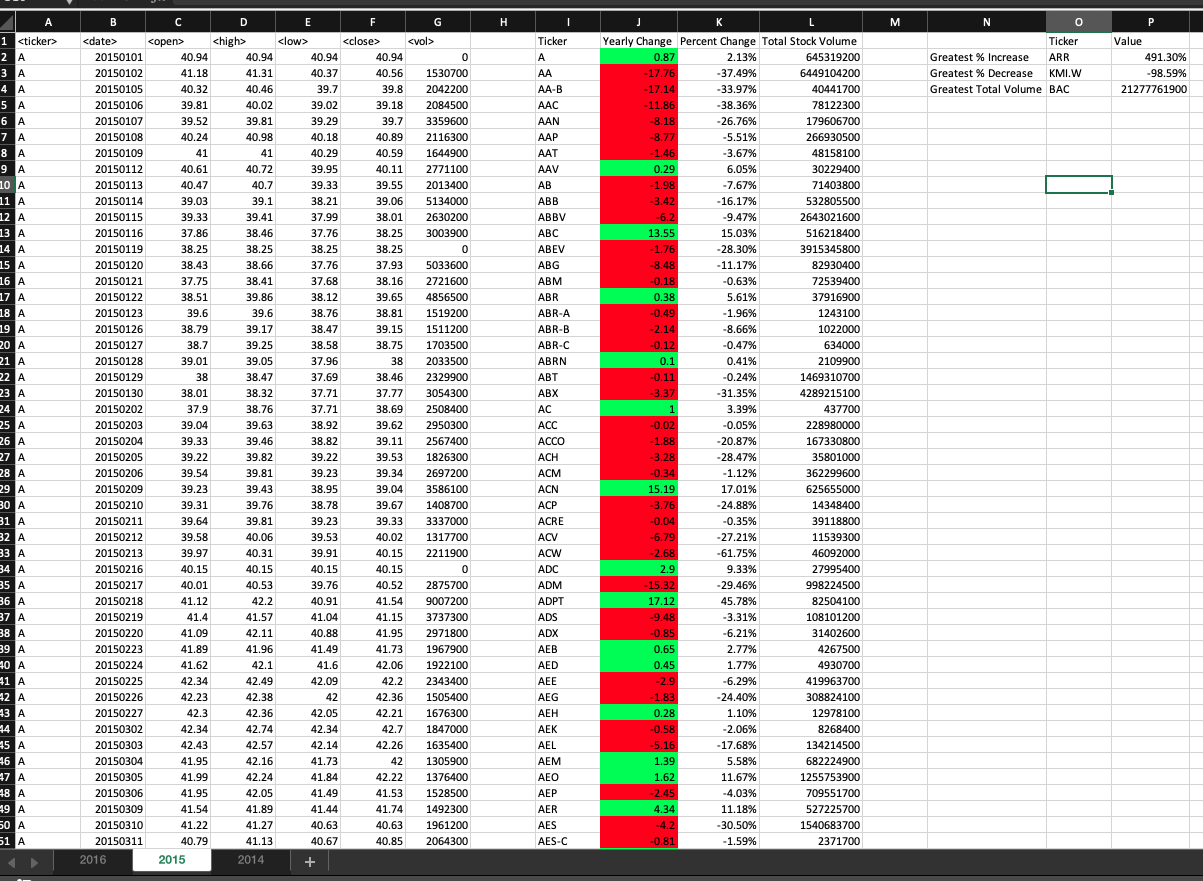 A B C D E F G H I J K L M N O P
1 <ticker> <date> <open> <high> <low> <close> <vol> Ticker Yearly Change Percent Change Total Stock Volume Ticker Value
2 A 20150101 40.94 40.94 40.94 40.94 0 A 0.87 2.13% 645319200 Greatest % Increase ARR 491.30%
3 A 20150102 41.18 41.31 40.37 40.56 1530700 AA -17.76 -37.49% 6449104200 Greatest % Decrease KMI.W -98.59%
4 A 20150105 40.32 40.46 39.7 39.8 2042200 AA-B -17.14 -33.97% 40441700 Greatest Total Volume BAC 21277761900
5 A 20150106 39.81 40.02 39.02 39.18 2084500 AAC -11.86 -38.36% 78122300
6 A 20150107 39.52 39.81 39.29 39.7 3359600 AAN -8.18 -26.76% 179606700
7 A 20150108 40.24 40.98 40.18 40.89 2116300 AAP -8.77 -5.51% 266930500
8 A 20150109 41 41 40.29 40.59 1644900 AAT -1.46 -3.67% 48158100
9 A 20150112 40.61 40.72 39.95 40.11 2771100 AAV 0.29 6.05% 30229400
10 A 20150113 40.47 40.7 39.33 39.55 2013400 AB -1.98 -7.67% 71403800
11 A 20150114 39.03 39.1 38.21 39.06 5134000 ABB -3.42 -16.17% 532805500
12 A 20150115 39.33 39.41 37.99 38.01 2630200 ABBV -6.2 -9.47% 2643021600
13 A 20150116 37.86 38.46 37.76 38.25 3003900 ABC 13.55 15.03% 516218400
14 A 20150119 38.25 38.25 38.25 38.25 0 ABEV -1.76 -28.30% 3915345800
15 A 20150120 38.43 38.66 37.76 37.93 5033600 ABG -8.48 -11.17% 82930400
16 A 20150121 37.75 38.41 37.68 38.16 2721600 ABM -0.18 -0.63% 72539400
17 A 20150122 38.51 39.86 38.12 39.65 4856500 ABR 0.38 5.61% 37916900
18 A 20150123 39.6 39.6 38.76 38.81 1519200 ABR-A -0.49 -1.96% 1243100
19 A 20150126 38.79 39.17 38.47 39.15 1511200 ABR-B -2.14 -8.66% 1022000
20 A 20150127 38.7 39.25 38.58 38.75 1703500 ABR-C -0.12 -0.47% 634000
21 A 20150128 39.01 39.05 37.96 38 2033500 ABRN 0.1 0.41% 2109900
22 A 20150129 38 38.47 37.69 38.46 2329900 ABT -0.11 -0.24% 1469310700
23 A 20150130 38.01 38.32 37.71 37.77 3054300 ABX -3.37 -31.35% 4289215100
24 A 20150202 37.9 38.76 37.71 38.69 2508400 AC 1 3.39% 437700
25 A 20150203 39.04 39.63 38.92 39.62 2950300 ACC -0.02 -0.05% 228980000
26 A 20150204 39.33 39.46 38.82 39.11 2567400 ACCO -1.88 -20.87% 167330800
27 A 20150205 39.22 39.82 39.22 39.53 1826300 ACH -3.28 -28.47% 35801000
28 A 20150206 39.54 39.81 39.23 39.34 2697200 ACM -0.34 -1.12% 362299600
29 A 20150209 39.23 39.43 38.95 39.04 3586100 ACN 15.19 17.01% 625655000
30 A 20150210 39.31 39.76 38.78 39.67 1408700 ACP -3.76 -24.88% 14348400
31 A 20150211 39.64 39.81 39.23 39.33 3337000 ACRE -0.04 -0.35% 39118800
32 A 20150212 39.58 40.06 39.53 40.02 1317700 ACV -6.79 -27.21% 11539300
33 A 20150213 39.97 40.31 39.91 40.15 2211900 ACW -2.68 -61.75% 46092000
34 A 20150216 40.15 40.15 40.15 40.15 0 ADC 2.9 9.33% 27995400
35 A 20150217 40.01 40.53 39.76 40.52 2875700 ADM -15.32 -29.46% 998224500
36 A 20150218 41.12 42.2 40.91 41.54 9007200 ADPT 17.12 45.78% 82504100
37 A 20150219 41.4 41.57 41.04 41.15 3737300 ADS -9.48 -3.31% 108101200
38 A 20150220 41.09 42.11 40.88 41.95 2971800 ADX -0.85 -6.21% 31402600
39 A 20150223 41.89 41.96 41.49 41.73 1967900 AEB 0.65 2.77% 4267500
40 A 20150224 41.62 42.1 41.6 42.06 1922100 AED 0.45 1.77% 4930700
41 A 20150225 42.34 42.49 42.09 42.2 2343400 AEE -2.9 -6.29% 419963700
42 A 20150226 42.23 42.38 42 42.36 1505400 AEG -1.83 -24.40% 308824100
43 A 20150227 42.3 42.36 42.05 42.21 1676300 AEH 0.28 1.10% 12978100
44 A 20150302 42.34 42.74 42.34 42.7 1847000 AEK -0.58 -2.06% 8268400
45 A 20150303 42.43 42.57 42.14 42.26 1635400 AEL -5.16 -17.68% 134214500
46 A 20150304 41.95 42.16 41.73 42 1305900 AEM 1.39 5.58% 682224900
47 A 20150305 41.99 42.24 41.84 42.22 1376400 AEO 1.62 11.67% 1255753900
48 A 20150306 41.95 42.05 41.49 41.53 1528500 AEP -2.45 -4.03% 709551700
49 A 20150309 41.54 41.89 41.44 41.74 1492300 AER 4.34 11.18% 527225700
50 A 20150310 41.22 41.27 40.63 40.63 1961200 AES -4.2 -30.50% 1540683700
51 A 20150311 40.79 41.13 40.67 40.85 2064300 AES-C -0.81 -1.59% 2371700
2016 2015 2014 +